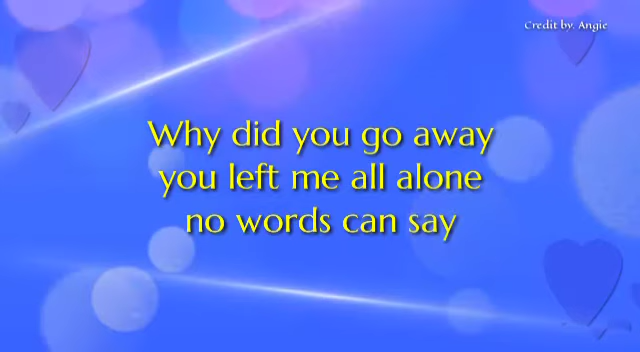 Credit by. Angie
Why did you go away
you left me all alone
no words can say